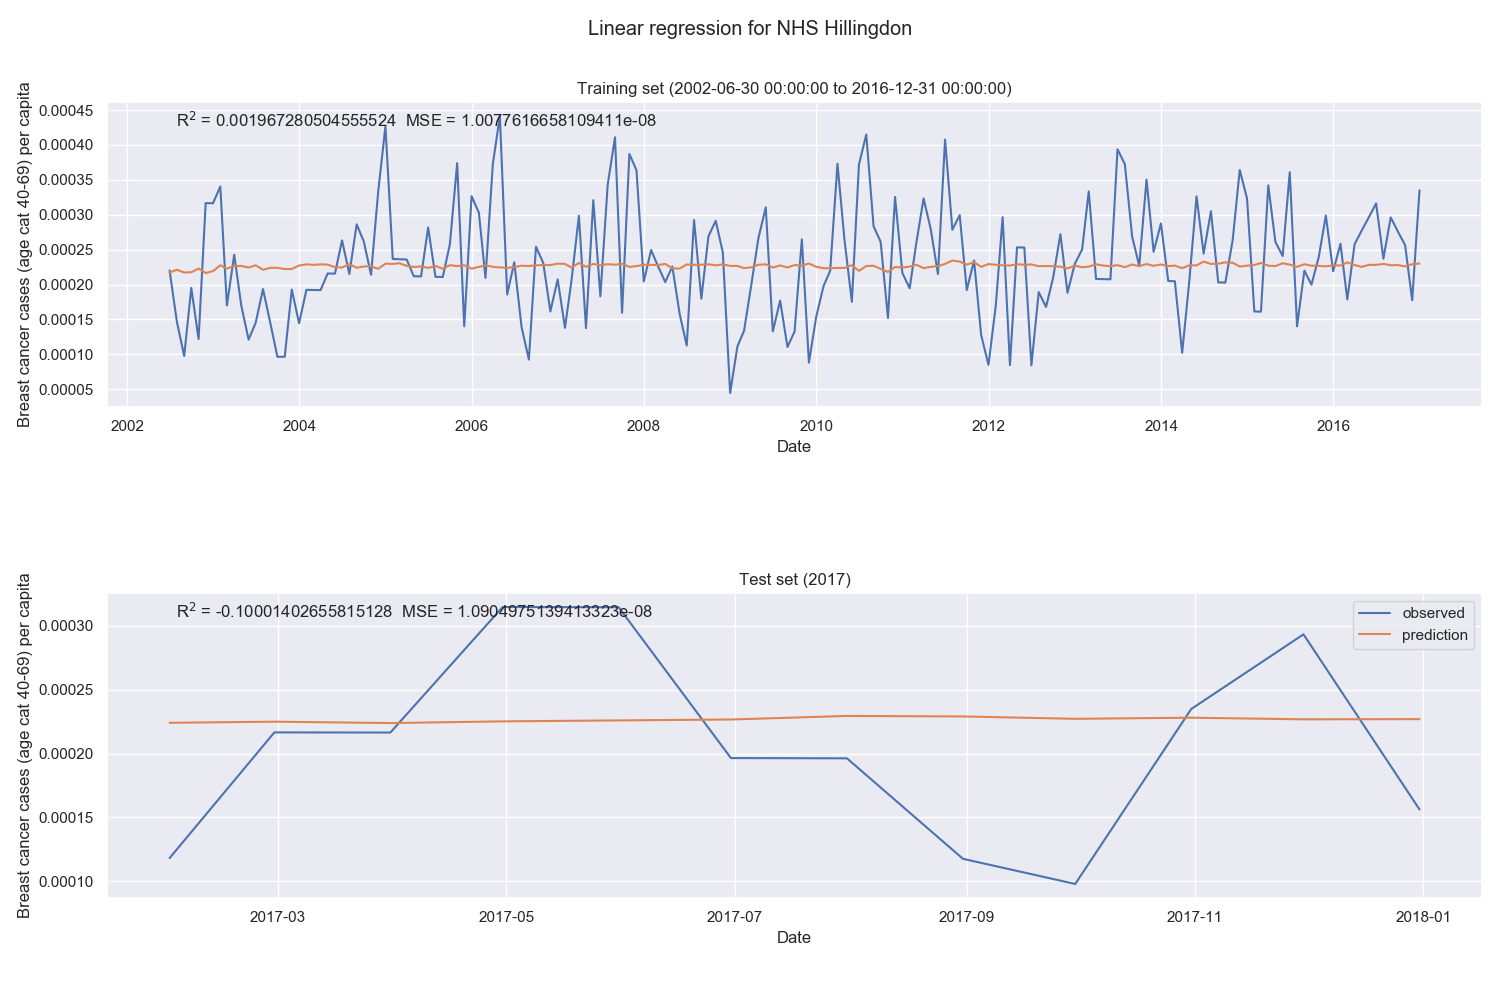 Linear regression for NHS Hillingdon
Training set (2002-06-30 00:00:00 to 2016-12-31 00:00:00)
Breast cancer cases (age cat 40-69) per capita
R² = 0.001967280504555524 MSE = 1.0077616658109411e-08
0.00045
0.00040
0.00035
0.00030
0.00025
0.00020
0.00015
0.00010
0.00005
2002 2004 2006 2008 2010 2012 2014 2016
Date
Test set (2017)
Breast cancer cases (age cat 40-69) per capita
R² = -0.10001402655815128 MSE = 1.0904975139413323e-08
observed
prediction
0.00030
0.00025
0.00020
0.00015
0.00010
2017-03 2017-05 2017-07 2017-09 2017-11 2018-01
Date